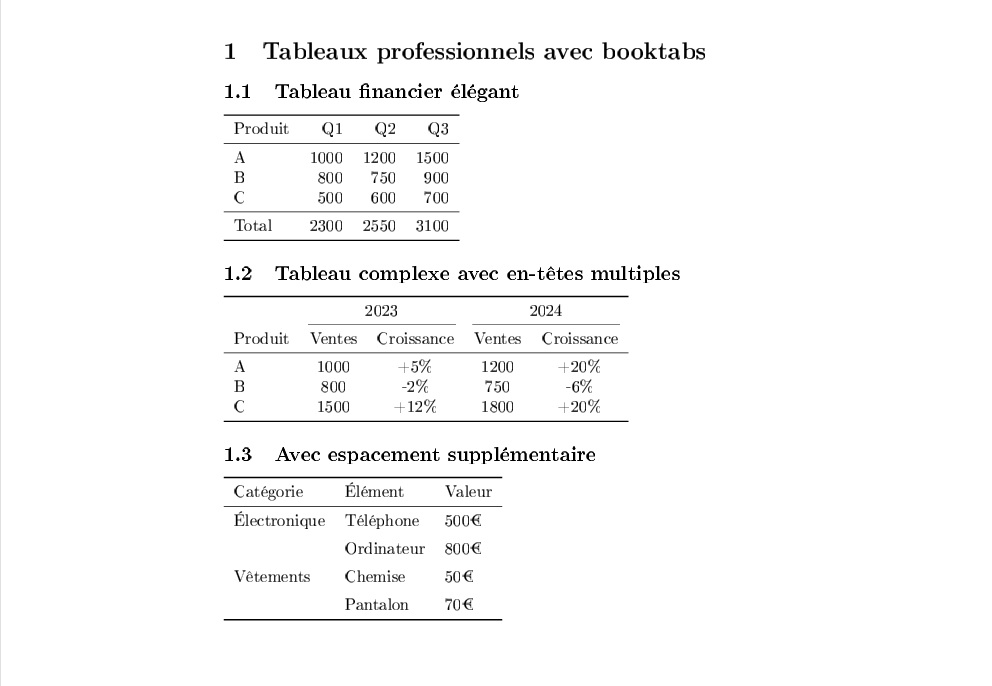 1 Tableaux professionnels avec booktabs
1.1 Tableau financier élégant
Produit Q1 Q2 Q3
A 1000 1200 1500
B 800 750 900
C 500 600 700
Total 2300 2550 3100
1.2 Tableau complexe avec en-têtes multiples
2023 2024
Produit Ventes Croissance Ventes Croissance
A 1000 +5% 1200 +20%
B 800 -2% 750 -6%
C 1500 +12% 1800 +20%
1.3 Avec espacement supplémentaire
Catégorie Élément Valeur
Électronique Téléphone 500€
Ordinateur 800€
Vêtements Chemise 50€
Pantalon 70€